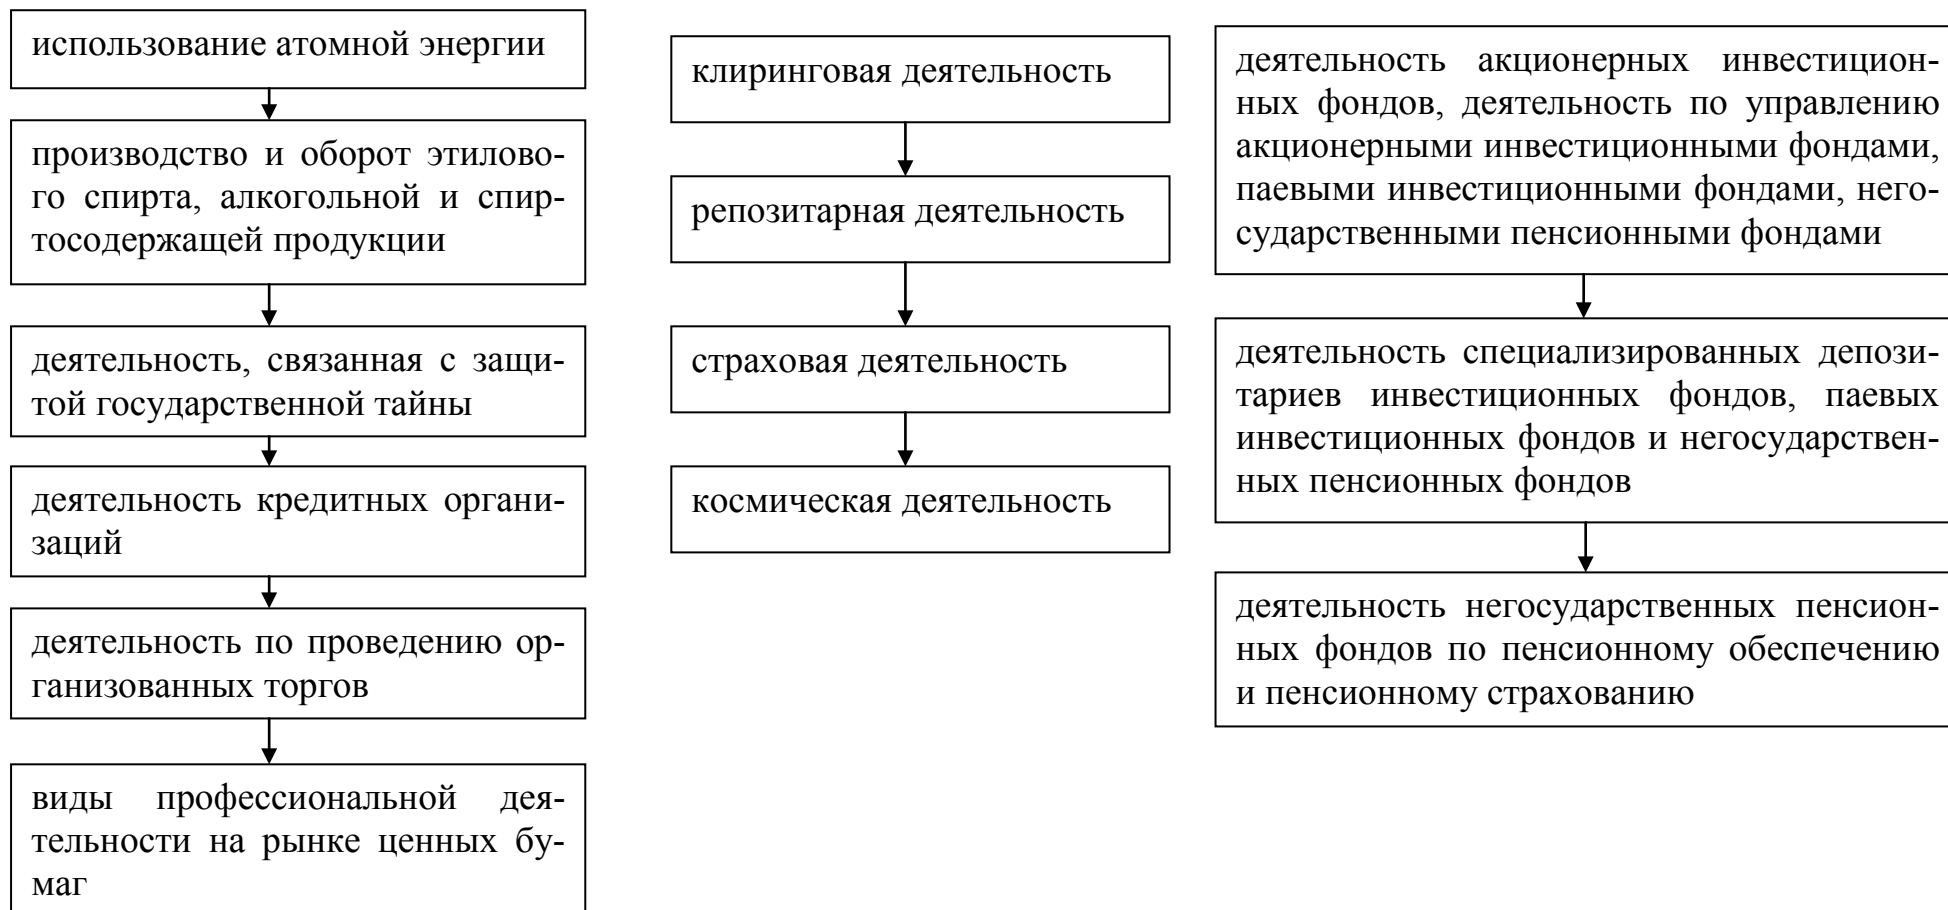 использование атомной энергии
производство и оборот этилово-
го спирта, алкогольной и спир-
тосодержащей продукции
деятельность, связанная с защи-
той государственной тайны
деятельность кредитных органи-
заций
деятельность по проведению ор-
ганизованных торгов
виды профессиональной дея-
тельности на рынке ценных бу-
маг
клиринговая деятельность
репозитарная деятельность
страховая деятельность
космическая деятельность
деятельность акционерных инвестицион-
ных фондов, деятельность по управлению
акционерными инвестиционными фондами,
паевыми инвестиционными фондами, него-
сударственными пенсионными фондами
деятельность специализированных депози-
тариев инвестиционных фондов, паевых
инвестиционных фондов и негосударствен-
ных пенсионных фондов
деятельность негосударственных пенсион-
ных фондов по пенсионному обеспечению
и пенсионному страхованию